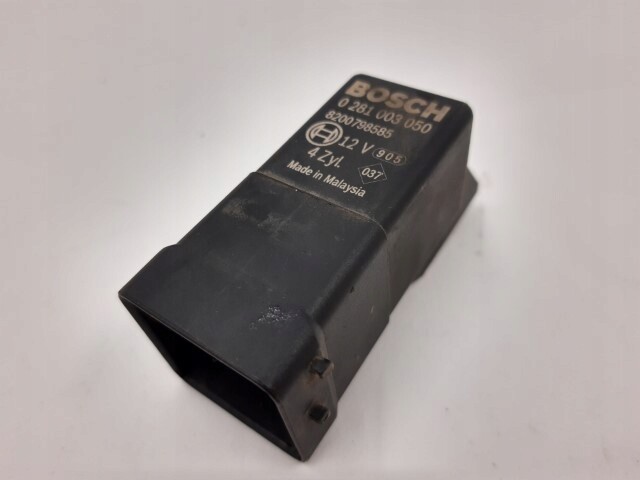 BOSCH
0 281 003 050
8200798585
12 V 905
4 Zyl. 037
Made in Malaysia